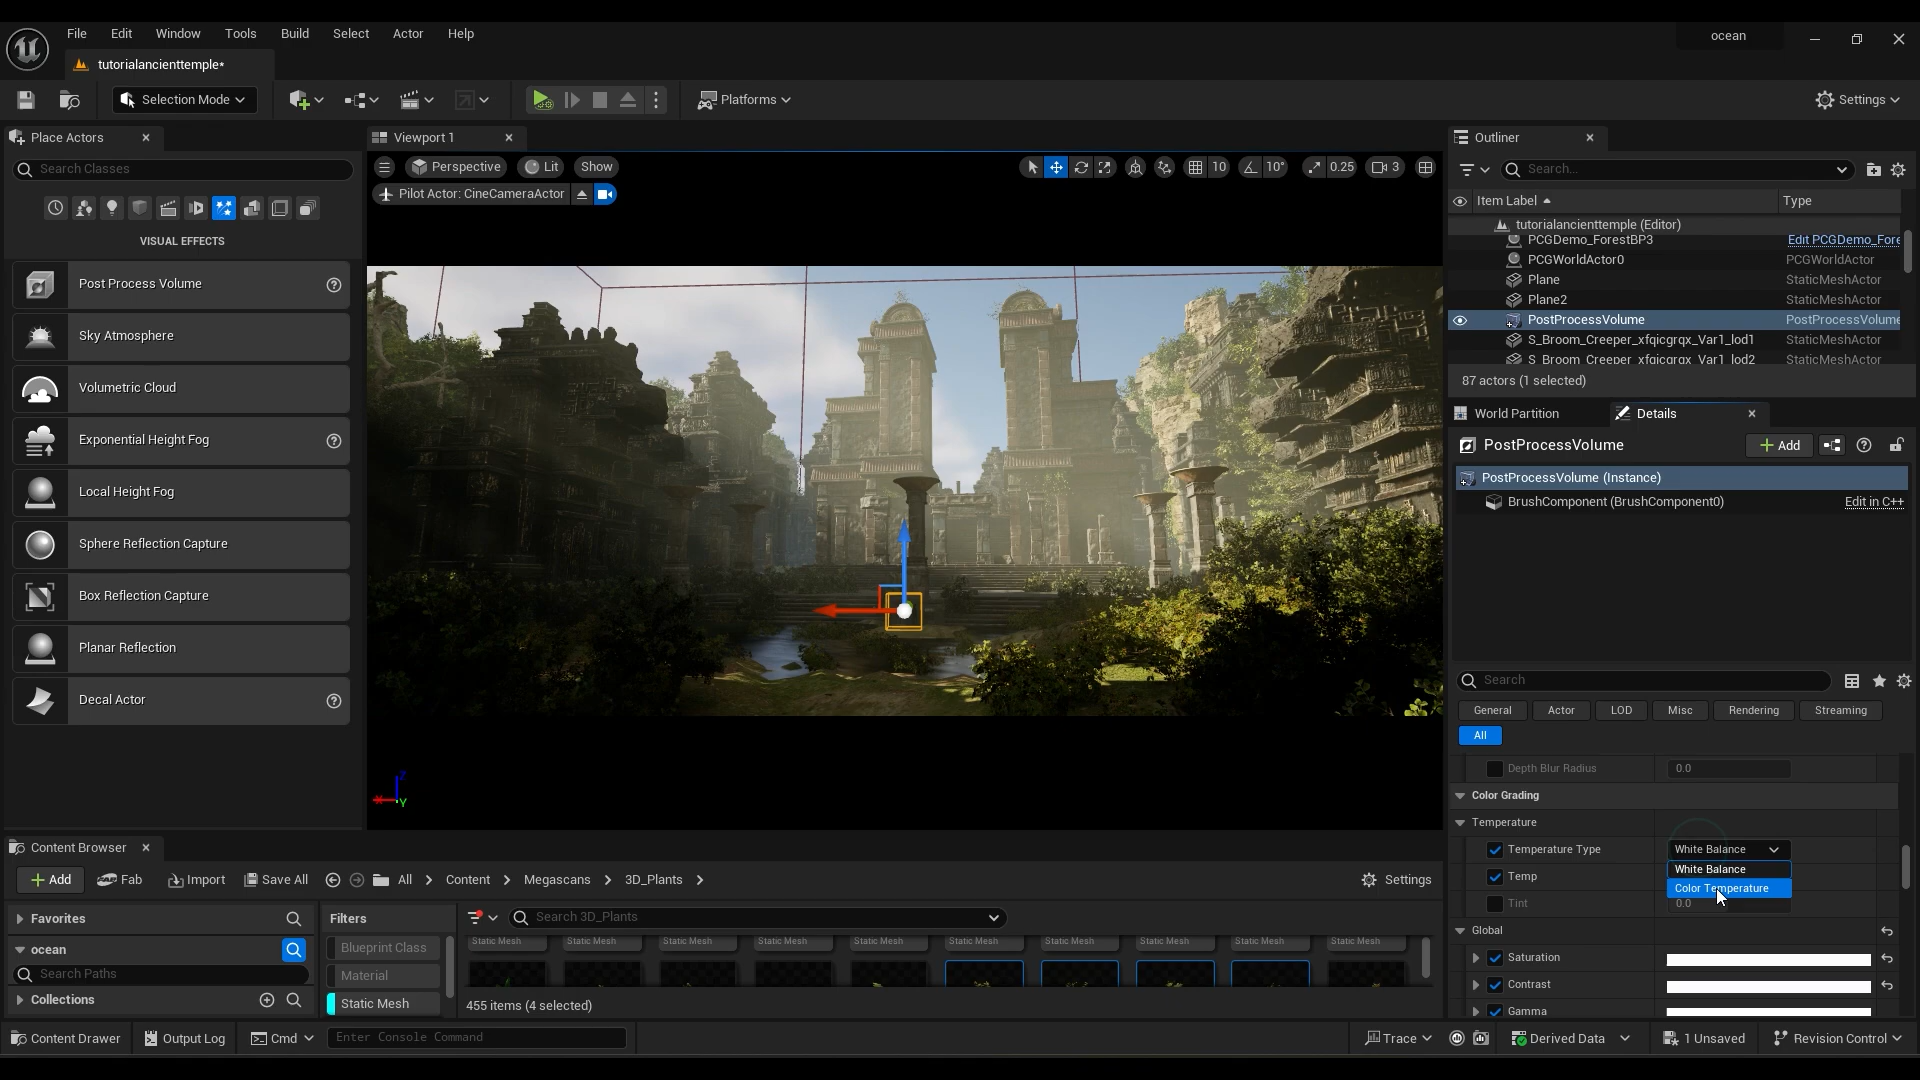 File Edit Window Tools Build Select Actor Help
ocean
tutorialancienttemple*
Selection Mode
Platforms
Settings
Place Actors
Search Classes
VISUAL EFFECTS
Post Process Volume
Sky Atmosphere
Volumetric Cloud
Exponential Height Fog
Local Height Fog
Sphere Reflection Capture
Box Reflection Capture
Planar Reflection
Decal Actor
Viewport 1
Perspective Lit Show
10 10° 0.25 3
Pilot Actor: CineCameraActor
Z
X Y
Outliner
Search...
Item Label Type
tutorialancienttemple (Editor)
PCGDemo_ForestBP3 Edit PCGDemo_Fore
PCGWorldActor0 PCGWorldActor
Plane StaticMeshActor
Plane2 StaticMeshActor
PostProcessVolume PostProcessVolume
S_Broom_Creeper_xfqicgrqx_Var1_lod1 StaticMeshActor
S_Broom_Creeper_xfqicgrqx_Var1_lod2 StaticMeshActor
87 actors (1 selected)
World Partition Details
PostProcessVolume Add
PostProcessVolume (Instance)
BrushComponent (BrushComponent0) Edit in C++
Search
General Actor LOD Misc Rendering Streaming
All
Depth Blur Radius 0.0
Color Grading
Temperature
Temperature Type White Balance
White Balance
Temp Color Temperature
Tint 0.0
Global
Saturation
Contrast
Gamma
Content Browser
Add Fab Import Save All All Content Megascans 3D_Plants Settings
Favorites
ocean
Search Paths
Collections
Filters
Blueprint Class
Material
Static Mesh
Search 3D_Plants
Static Mesh Static Mesh Static Mesh Static Mesh Static Mesh Static Mesh Static Mesh Static Mesh Static Mesh Static Mesh
455 items (4 selected)
Content Drawer Output Log Cmd Enter Console Command Trace Derived Data 1 Unsaved Revision Control